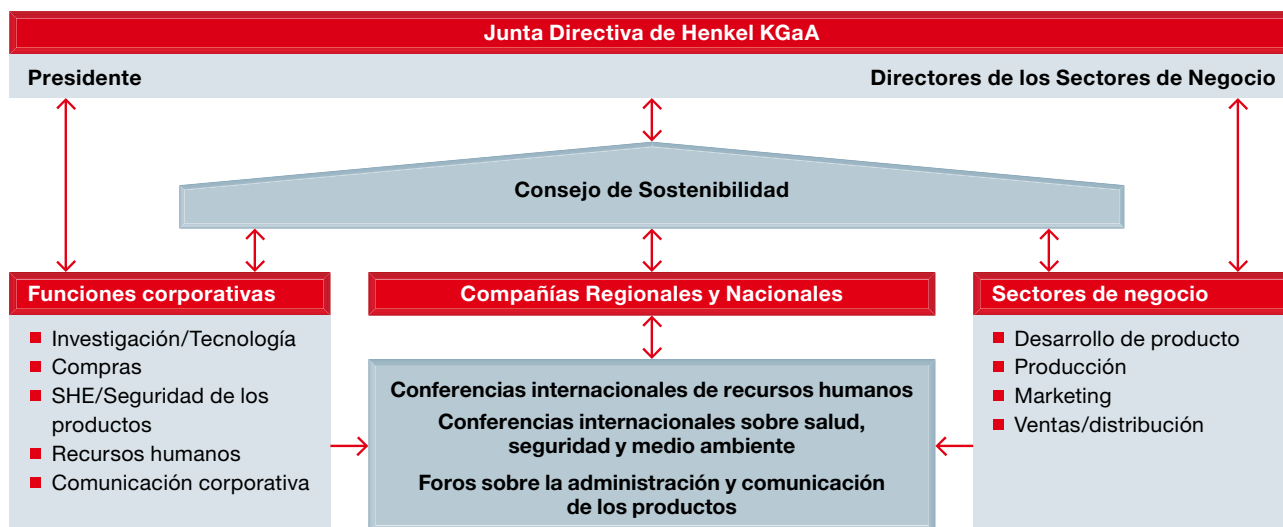 Junta Directiva de Henkel KGaA
Presidente
Directores de los Sectores de Negocio
Consejo de Sostenibilidad
Funciones corporativas
Investigación/Tecnología
Compras
SHE/Seguridad de los
productos
Recursos humanos
Comunicación corporativa
Compañías Regionales y Nacionales
Conferencias internacionales de recursos humanos
Conferencias internacionales sobre salud,
seguridad y medio ambiente
Foros sobre la administración y comunicación
de los productos
Sectores de negocio
Desarrollo de producto
Producción
Marketing
Ventas/distribución